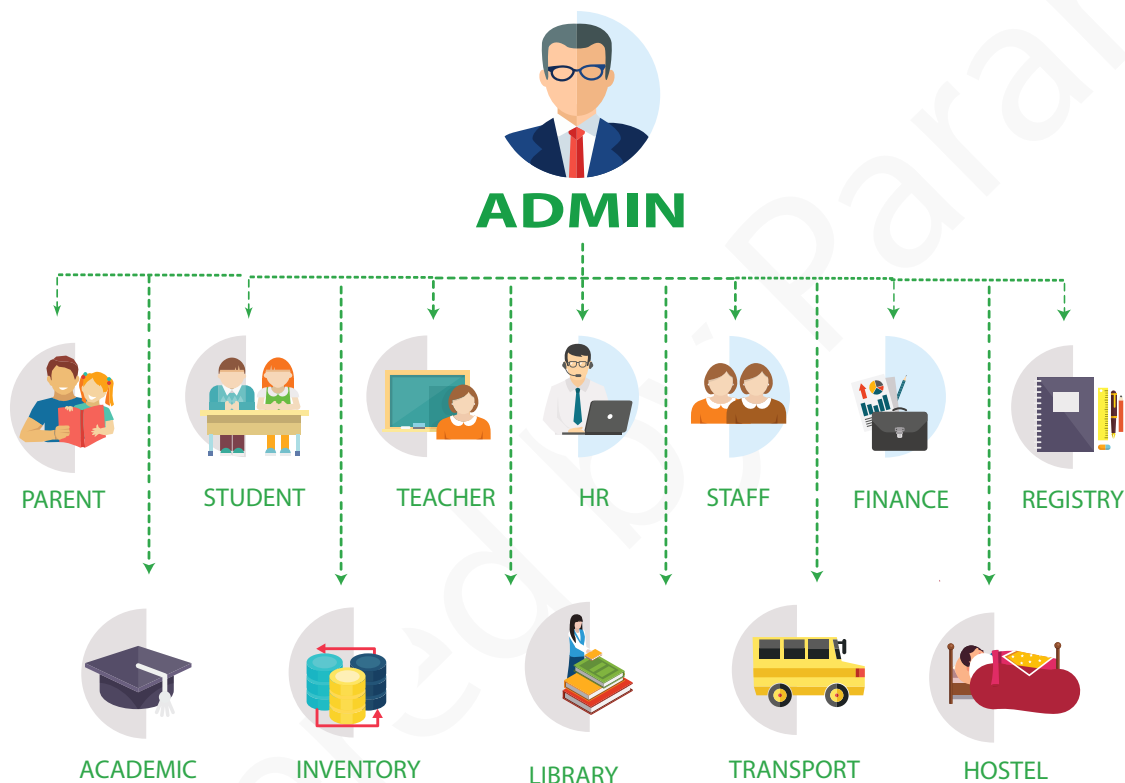 ADMIN
PARENT
STUDENT
TEACHER
HR
STAFF
FINANCE
REGISTRY
ACADEMIC
INVENTORY
LIBRARY
TRANSPORT
HOSTEL